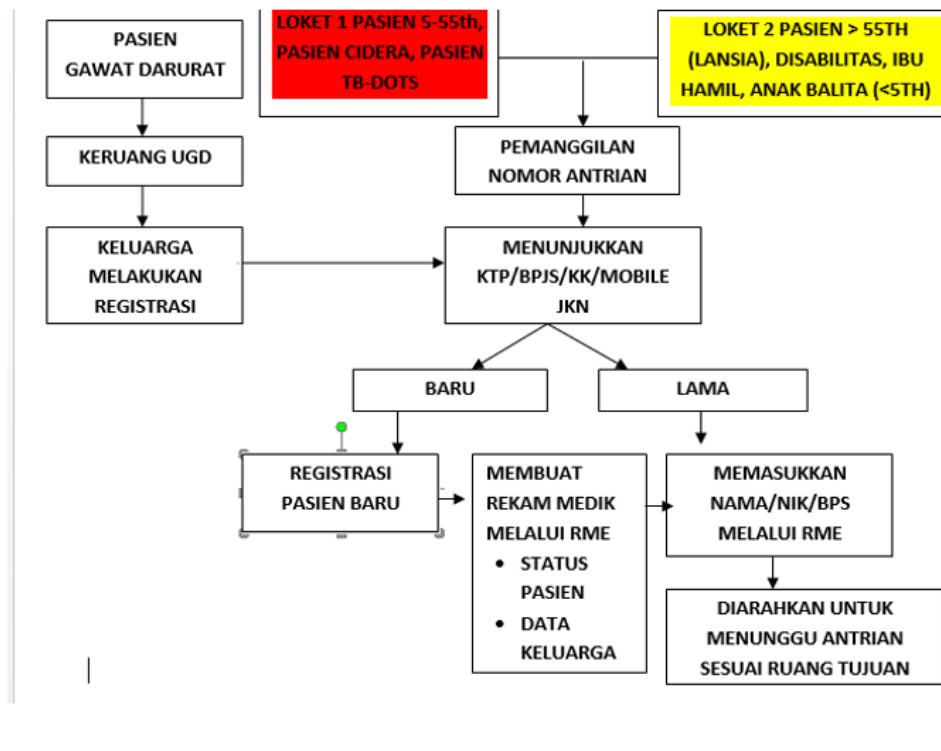 PASIEN
GAWAT DARURAT
LOKET 1 PASIEN 5-55th,
PASIEN CIDERA, PASIEN
TB-DOTS
LOKET 2 PASIEN > 55TH
(LANSIA), DISABILITAS, IBU
HAMIL, ANAK BALITA (<5TH)
KERUANG UGD
PEMANGGILAN
NOMOR ANTRIAN
KELUARGA
MELAKUKAN
REGISTRASI
MENUNJUKKAN
KTP/BPJS/KK/MOBILE
JKN
BARU
LAMA
REGISTRASI
PASIEN BARU
MEMBUAT
REKAM MEDIK
MELALUI RME
• STATUS
PASIEN
• DATA
KELUARGA
MEMASUKKAN
NAMA/NIK/BPS
MELALUI RME
DIARAHKAN UNTUK
MENUNGGU ANTRIAN
SESUAI RUANG TUJUAN